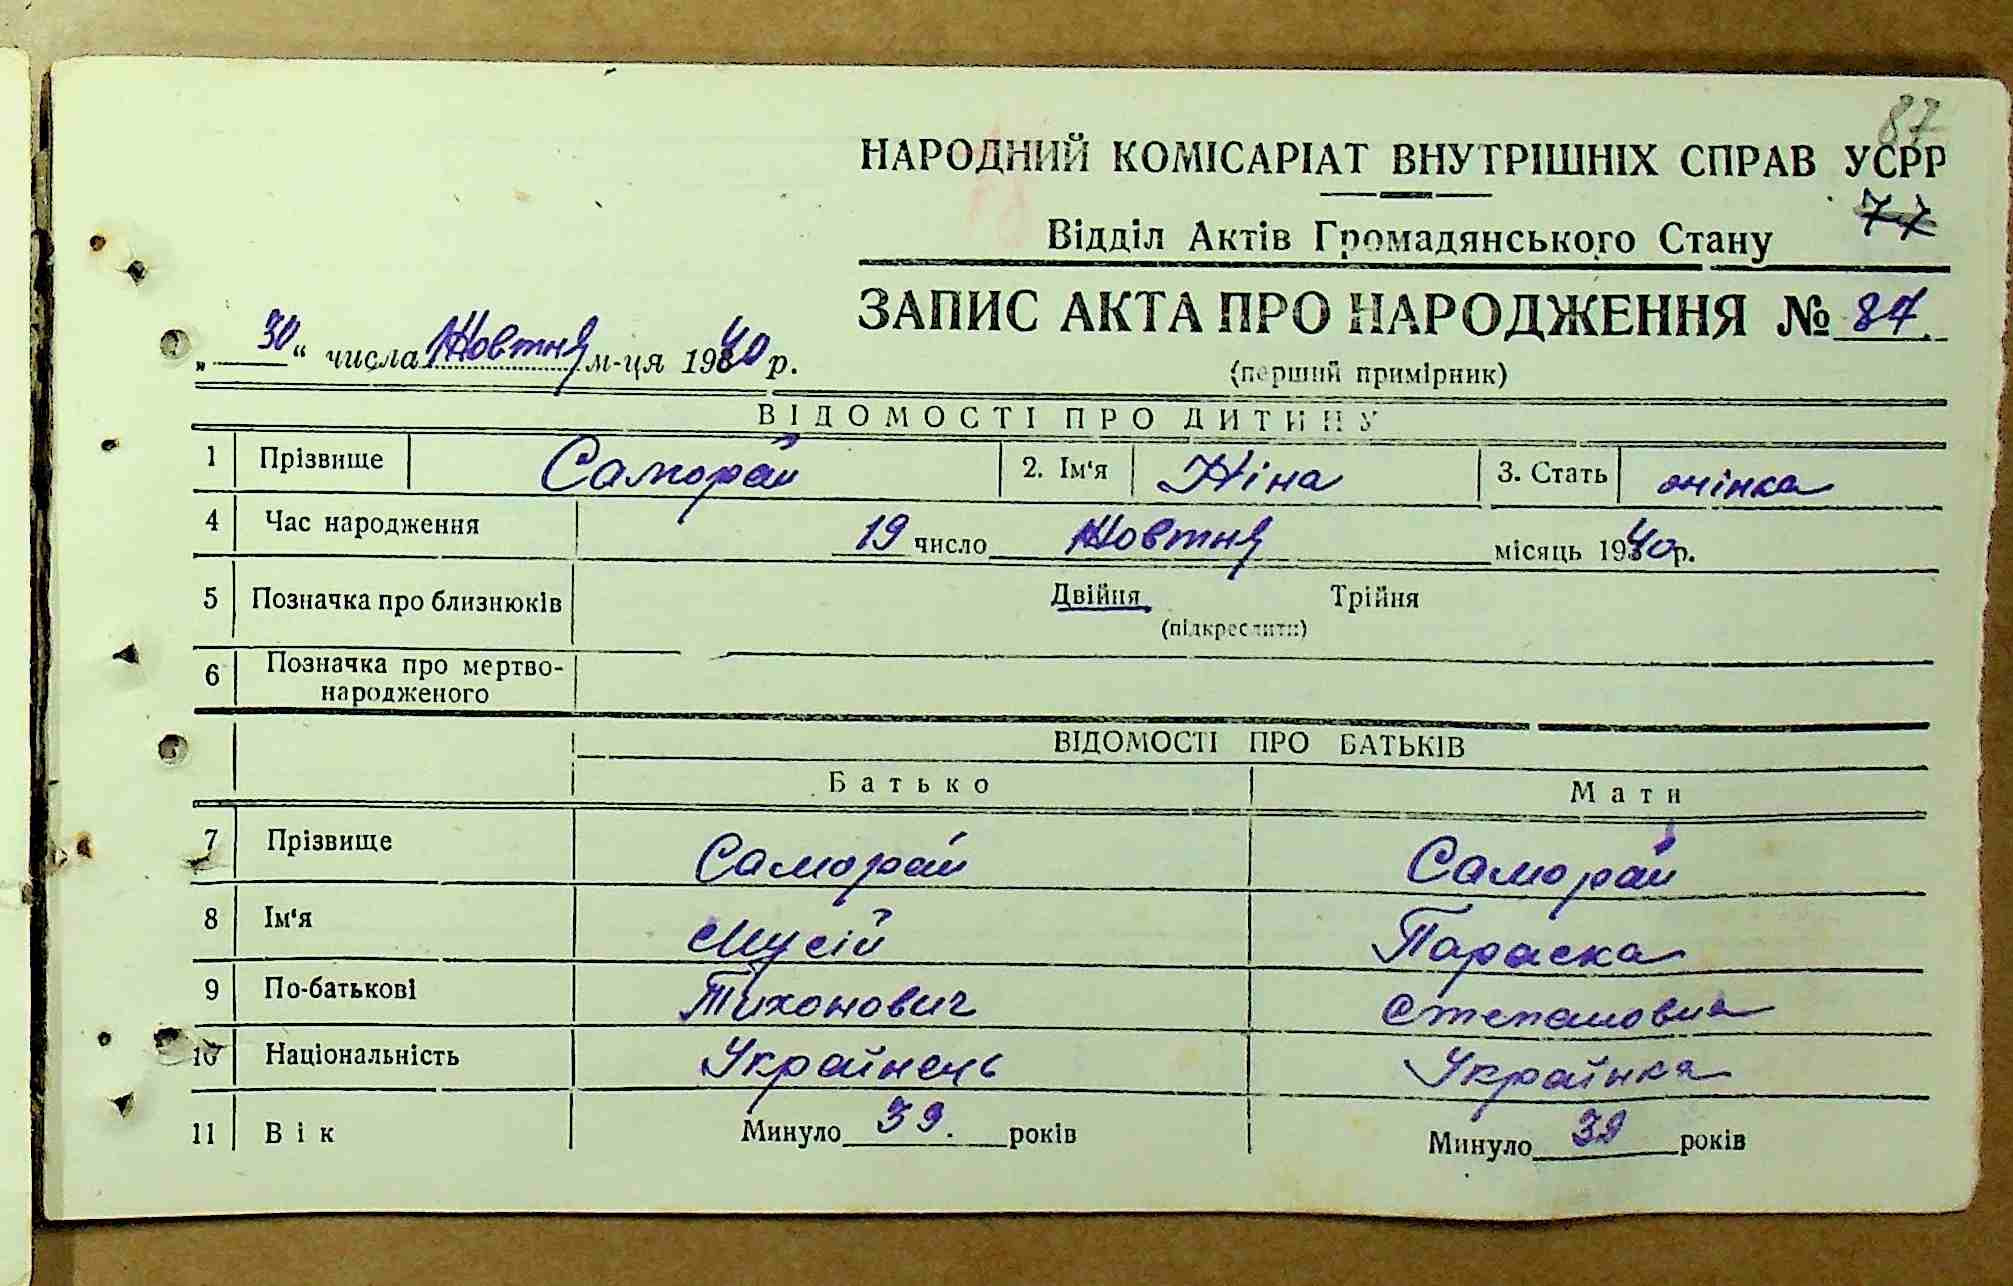 87
НАРОДНИЙ КОМІСАРІАТ ВНУТРІШНІХ СПРАВ УСРР
77
Відділ Актів Громадянського Стану
ЗАПИС АКТА ПРО НАРОДЖЕННЯ № 87
„30“ числа Жовтня м-ця 1940 р.
(перший примірник)
ВІДОМОСТІ ПРО ДИТИНУ
1 Прізвище Саморай 2. Ім'я Ніна 3. Стать жінка
4 Час народження 19 число Жовтня місяць 1940 р.
5 Позначка про близнюків Двійня Трійня
(підкреслити)
6 Позначка про мертво-
народженого
ВІДОМОСТІ ПРО БАТЬКІВ
Батько Мати
7 Прізвище Саморай Саморай
8 Ім'я Мусій Параска
9 По-батькові Тихонович Степановна
10 Національність Українець Українка
11 Вік Минуло 39. років Минуло 39 років